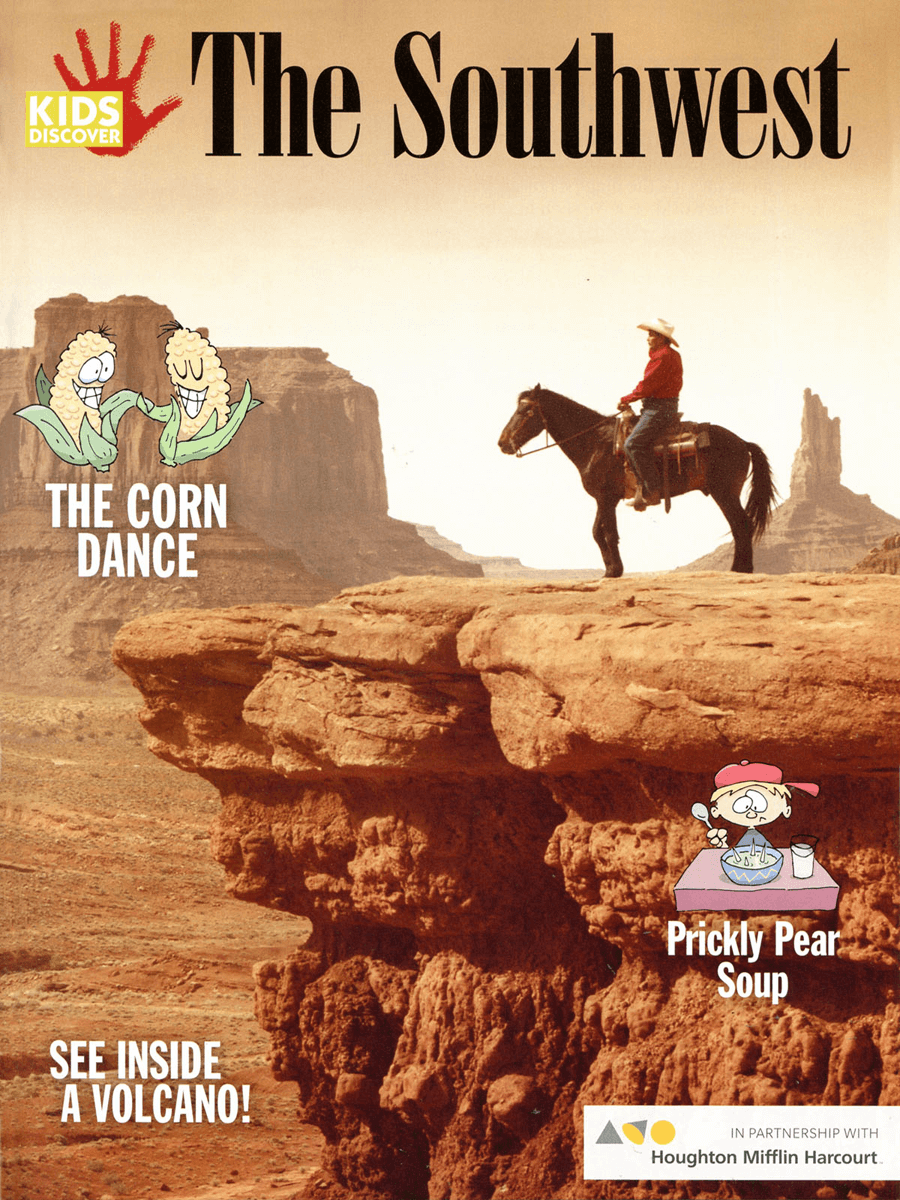 The Southwest
KIDS
DISCOVER
THE CORN
DANCE
Prickly Pear
Soup
SEE INSIDE
A VOLCANO!
IN PARTNERSHIP WITH
Houghton Mifflin Harcourt